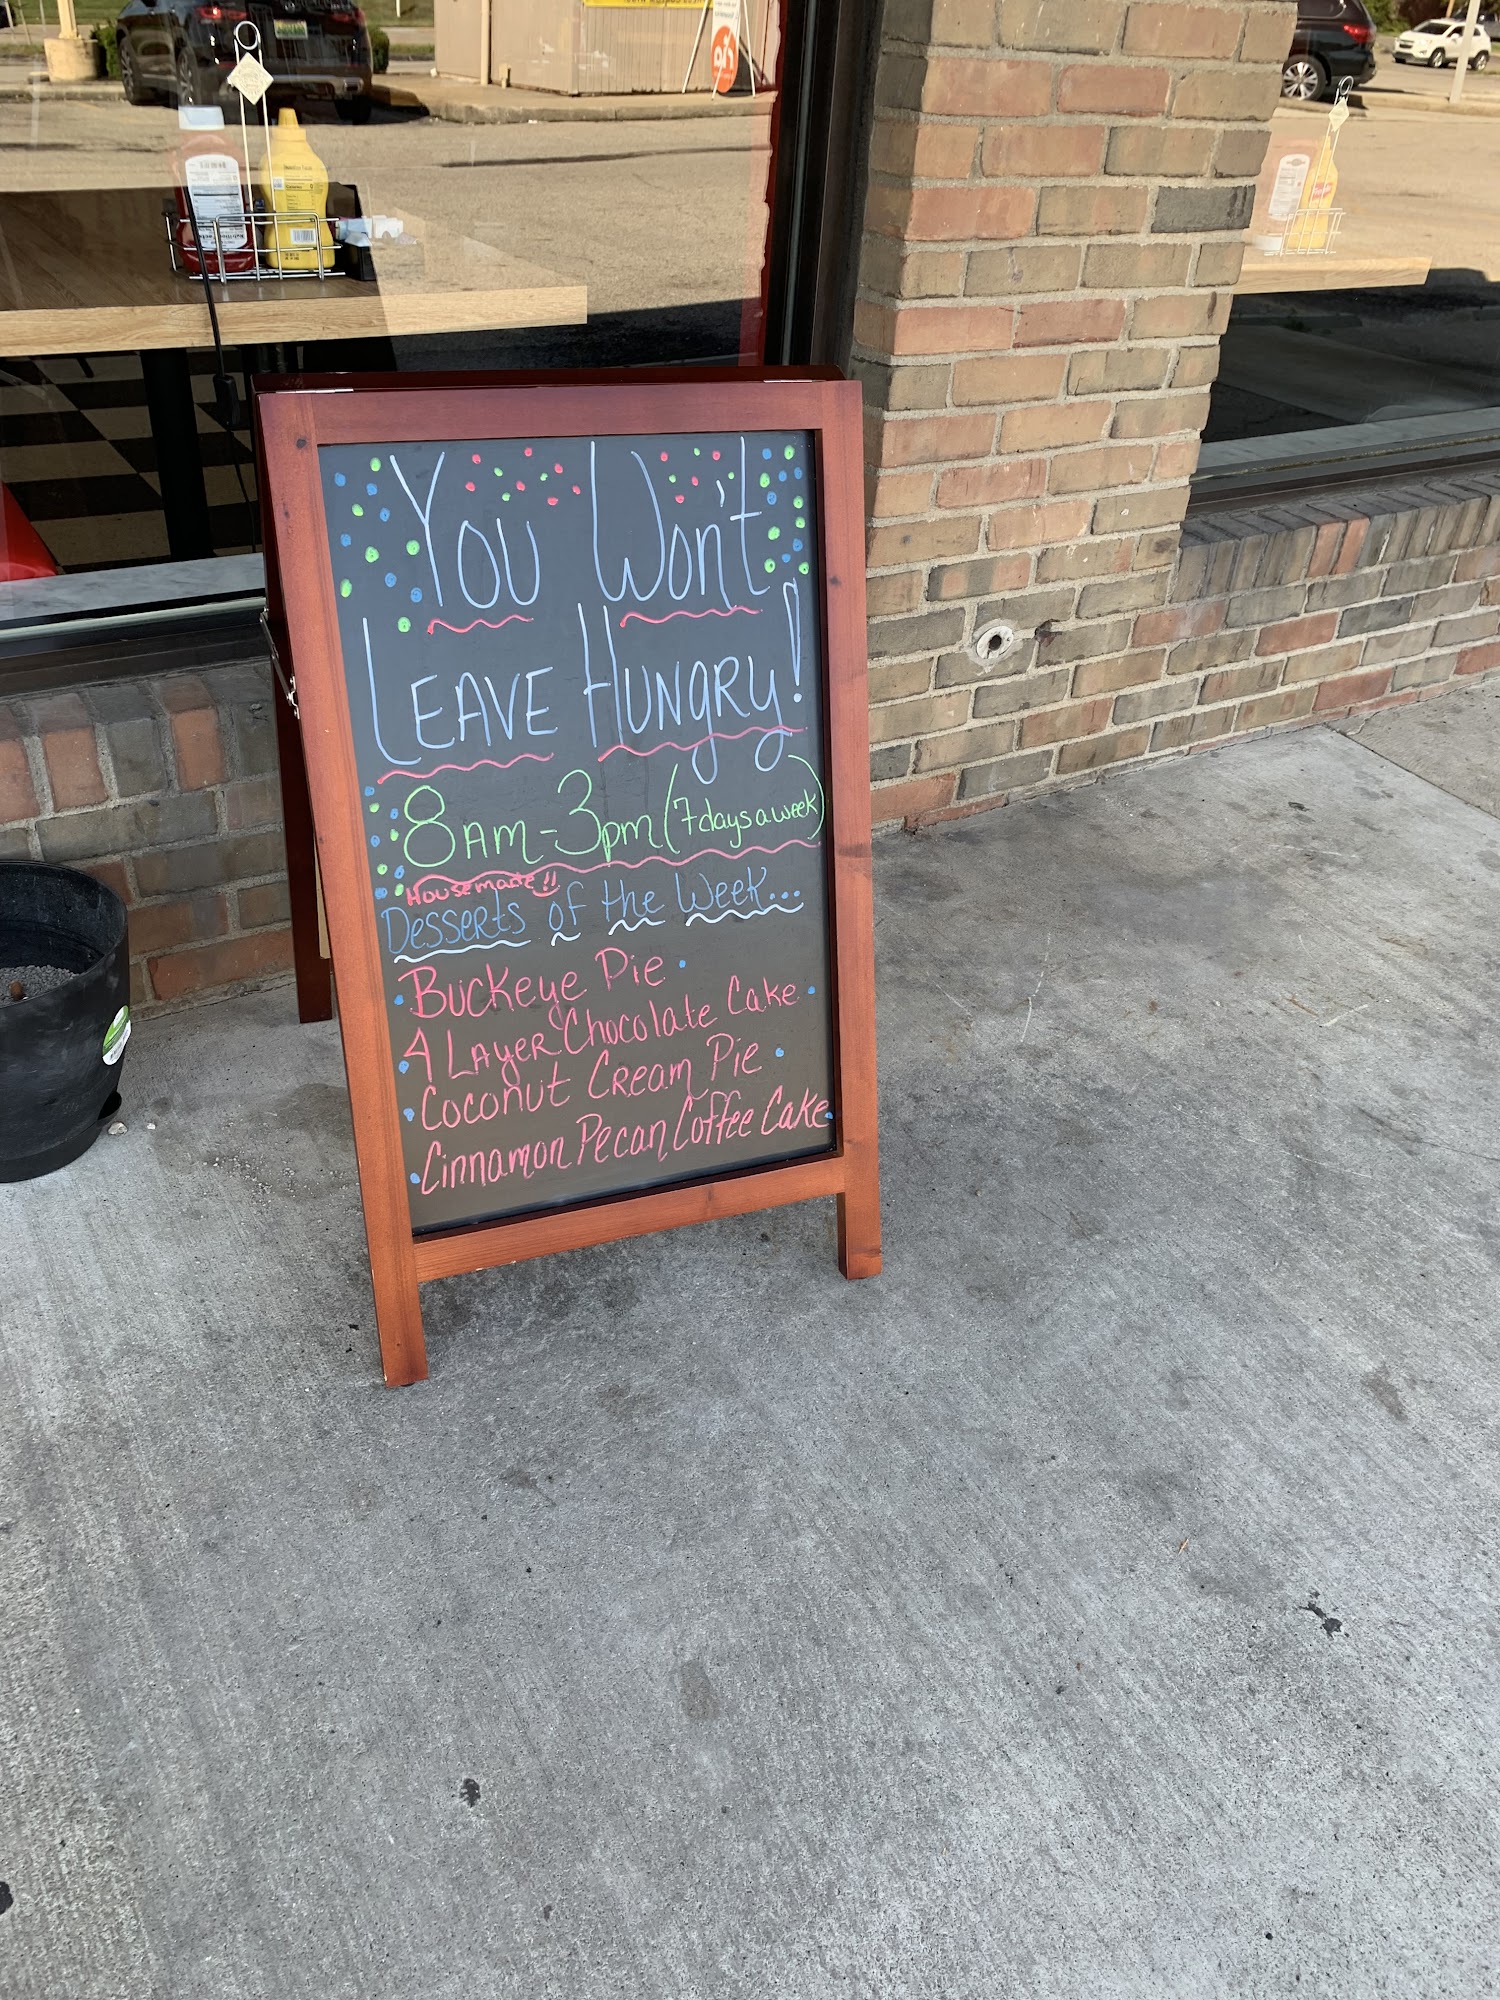 You Won't
Leave Hungry!
8am-3pm (7 days a week)
Housemade!!
Desserts of the Week...
Buckeye Pie
4 Layer Chocolate Cake
Coconut Cream Pie
Cinnamon Pecan Coffee Cake